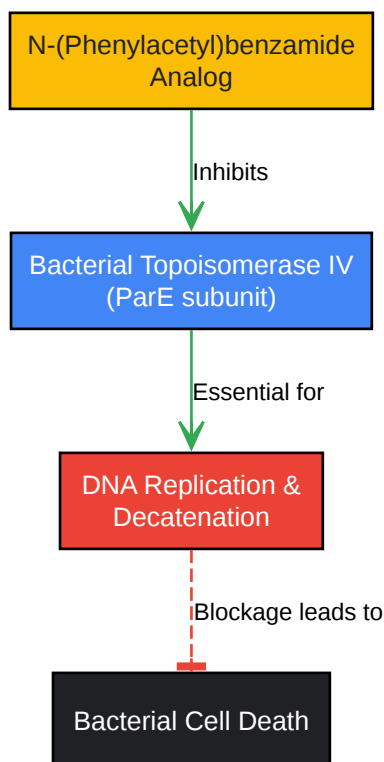 N-(Phenylacetyl)benzamide
Analog
Inhibits
Bacterial Topoisomerase IV
(ParE subunit)
Essential for
DNA Replication &
Decatenation
Blockage leads to
Bacterial Cell Death